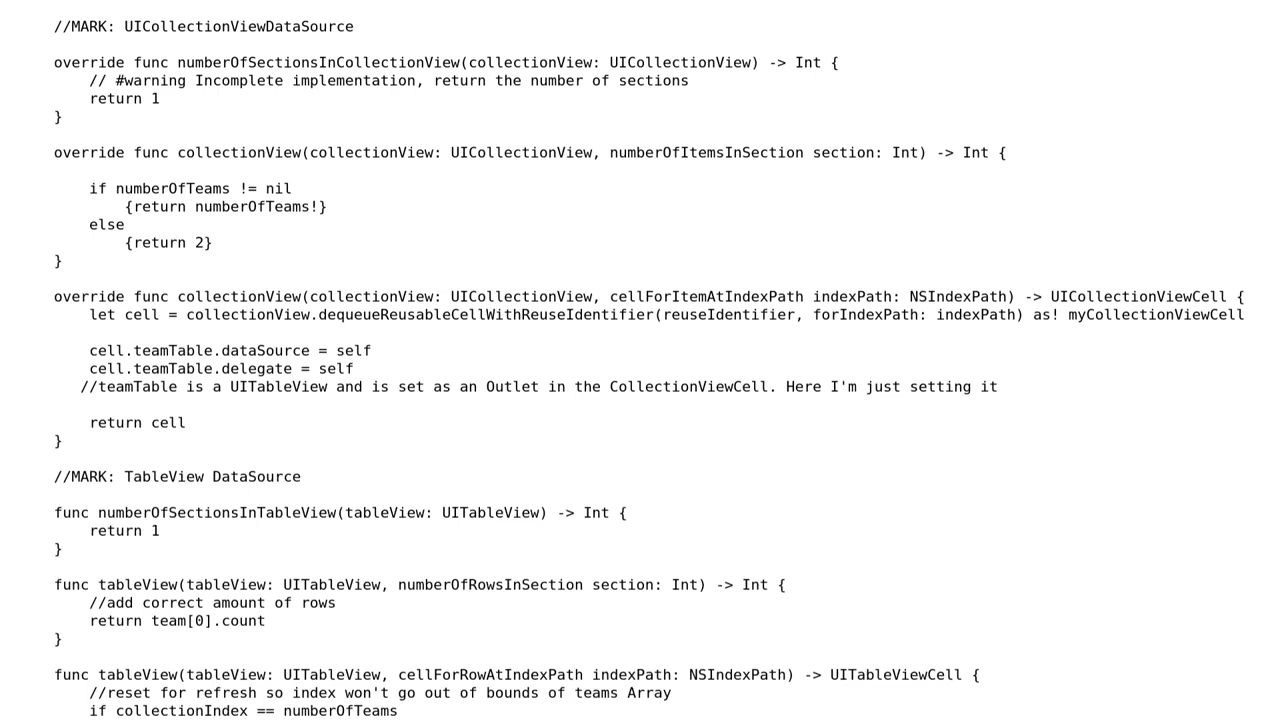 //MARK: UICollectionViewDataSource
override func numberOfSectionsInCollectionView(collectionView: UICollectionView) -> Int {
// #warning Incomplete implementation, return the number of sections
return 1
}
override func collectionView(collectionView: UICollectionView, numberOfItemsInSection section: Int) -> Int {
if numberOfTeams != nil
{return numberOfTeams!}
else
{return 2}
}
override func collectionView(collectionView: UICollectionView, cellForItemAtIndexPath indexPath: NSIndexPath) -> UICollectionViewCell {
let cell = collectionView.dequeueReusableCellWithReuseIdentifier(reuseIdentifier, forIndexPath: indexPath) as! myCollectionViewCell
cell.teamTable.dataSource = self
cell.teamTable.delegate = self
//teamTable is a UITableView and is set as an Outlet in the CollectionViewCell. Here I'm just setting it
return cell
}
//MARK: TableView DataSource
func numberOfSectionsInTableView(tableView: UITableView) -> Int {
return 1
}
func tableView(tableView: UITableView, numberOfRowsInSection section: Int) -> Int {
//add correct amount of rows
return team[0].count
}
func tableView(tableView: UITableView, cellForRowAtIndexPath indexPath: NSIndexPath) -> UITableViewCell {
//reset for refresh so index won't go out of bounds of teams Array
if collectionIndex == numberOfTeams